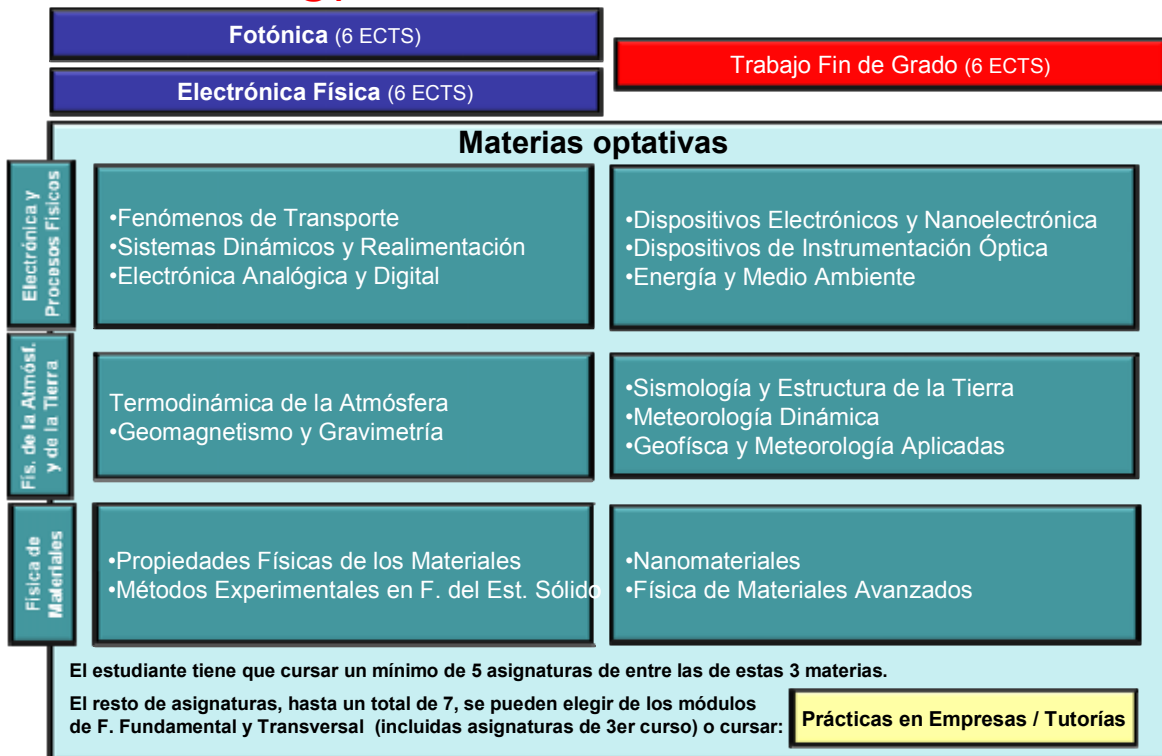 Fotónica (6 ECTS)
Electrónica Física (6 ECTS)
Trabajo Fin de Grado (6 ECTS)
Materias optativas
Electrónica y
Procesos Físicos
•Fenómenos de Transporte
•Sistemas Dinámicos y Realimentación
•Electrónica Analógica y Digital
•Dispositivos Electrónicos y Nanoelectrónica
•Dispositivos de Instrumentación Óptica
•Energía y Medio Ambiente
Fís. de la Atmósf.
y de la Tierra
Termodinámica de la Atmósfera
•Geomagnetismo y Gravimetría
•Sismología y Estructura de la Tierra
•Meteorología Dinámica
•Geofísca y Meteorología Aplicadas
Física de
Materiales
•Propiedades Físicas de los Materiales
•Métodos Experimentales en F. del Est. Sólido
•Nanomateriales
•Física de Materiales Avanzados
El estudiante tiene que cursar un mínimo de 5 asignaturas de entre las de estas 3 materias.
El resto de asignaturas, hasta un total de 7, se pueden elegir de los módulos
de F. Fundamental y Transversal (incluidas asignaturas de 3er curso) o cursar:
Prácticas en Empresas / Tutorías